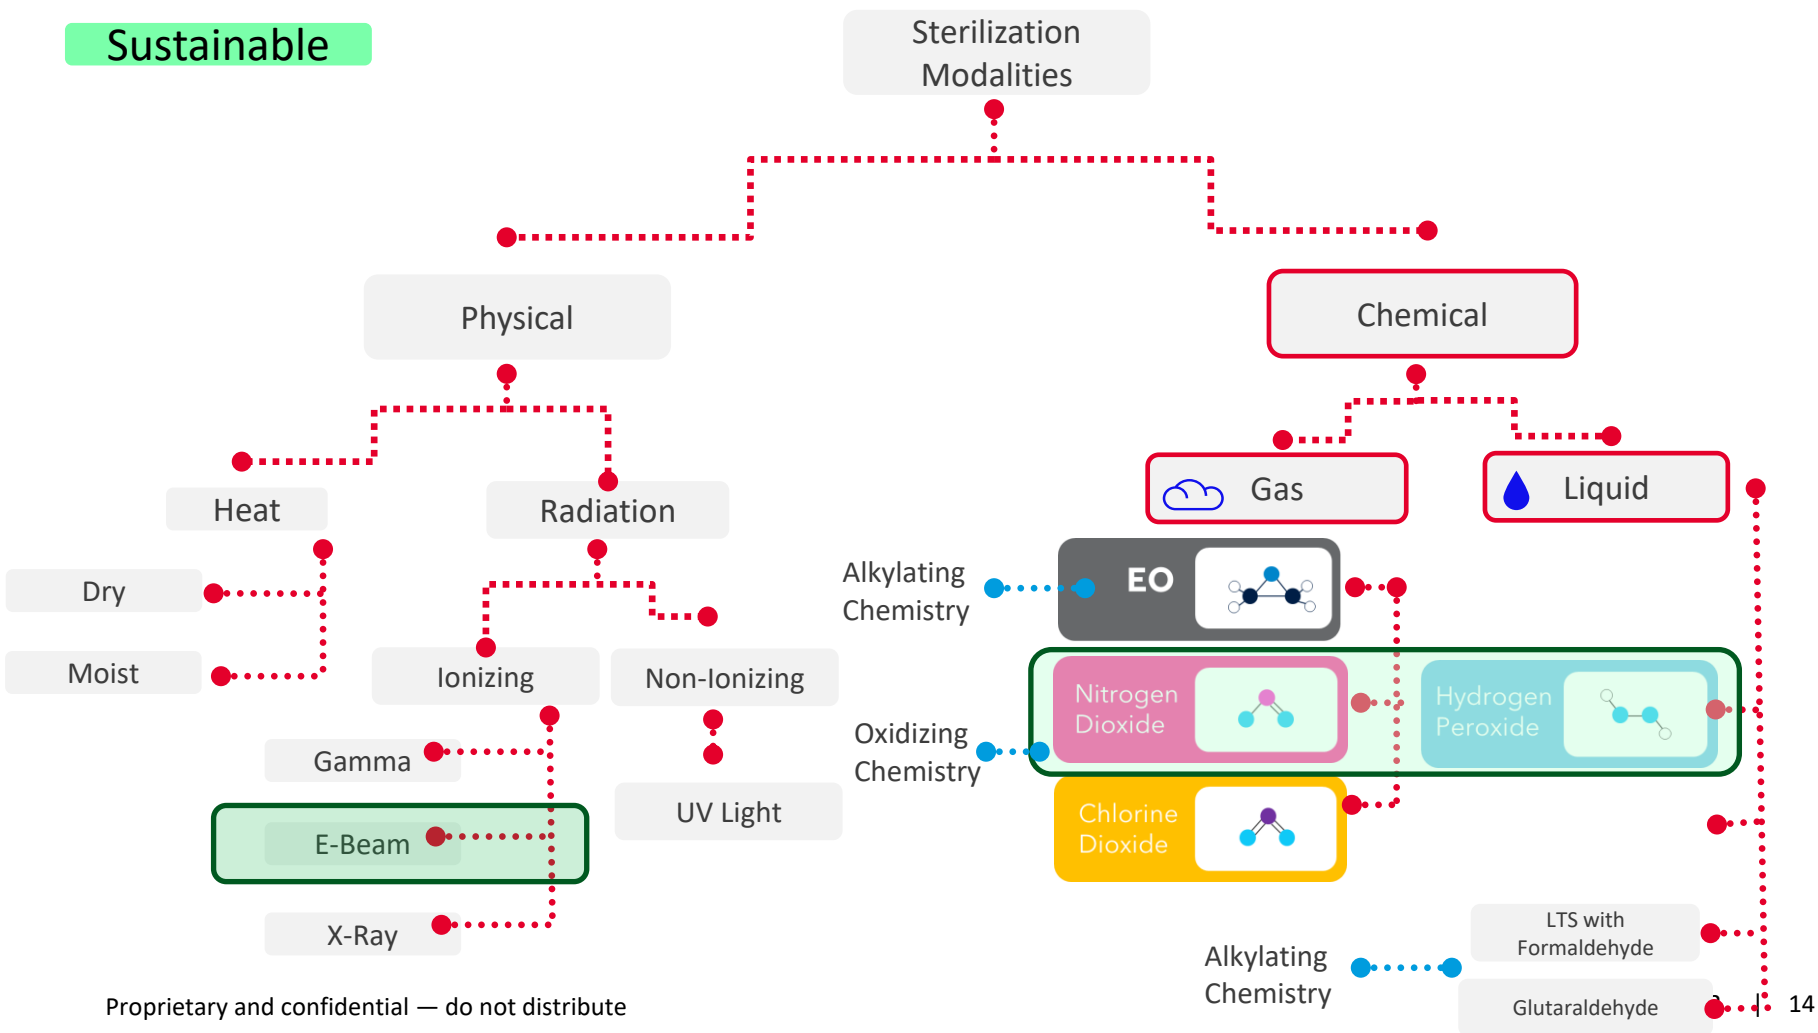 Sustainable
Sterilization
Modalities
Physical
Chemical
Heat
Radiation
Gas
Liquid
Dry
Moist
Ionizing
Non-Ionizing
Gamma
E-Beam
X-Ray
UV Light
Alkylating
Chemistry
EO
Oxidizing
Chemistry
Nitrogen
Dioxide
Hydrogen
Peroxide
Chlorine
Dioxide
LTS with
Formaldehyde
Alkylating
Chemistry
Glutaraldehyde
Proprietary and confidential — do not distribute
| 14